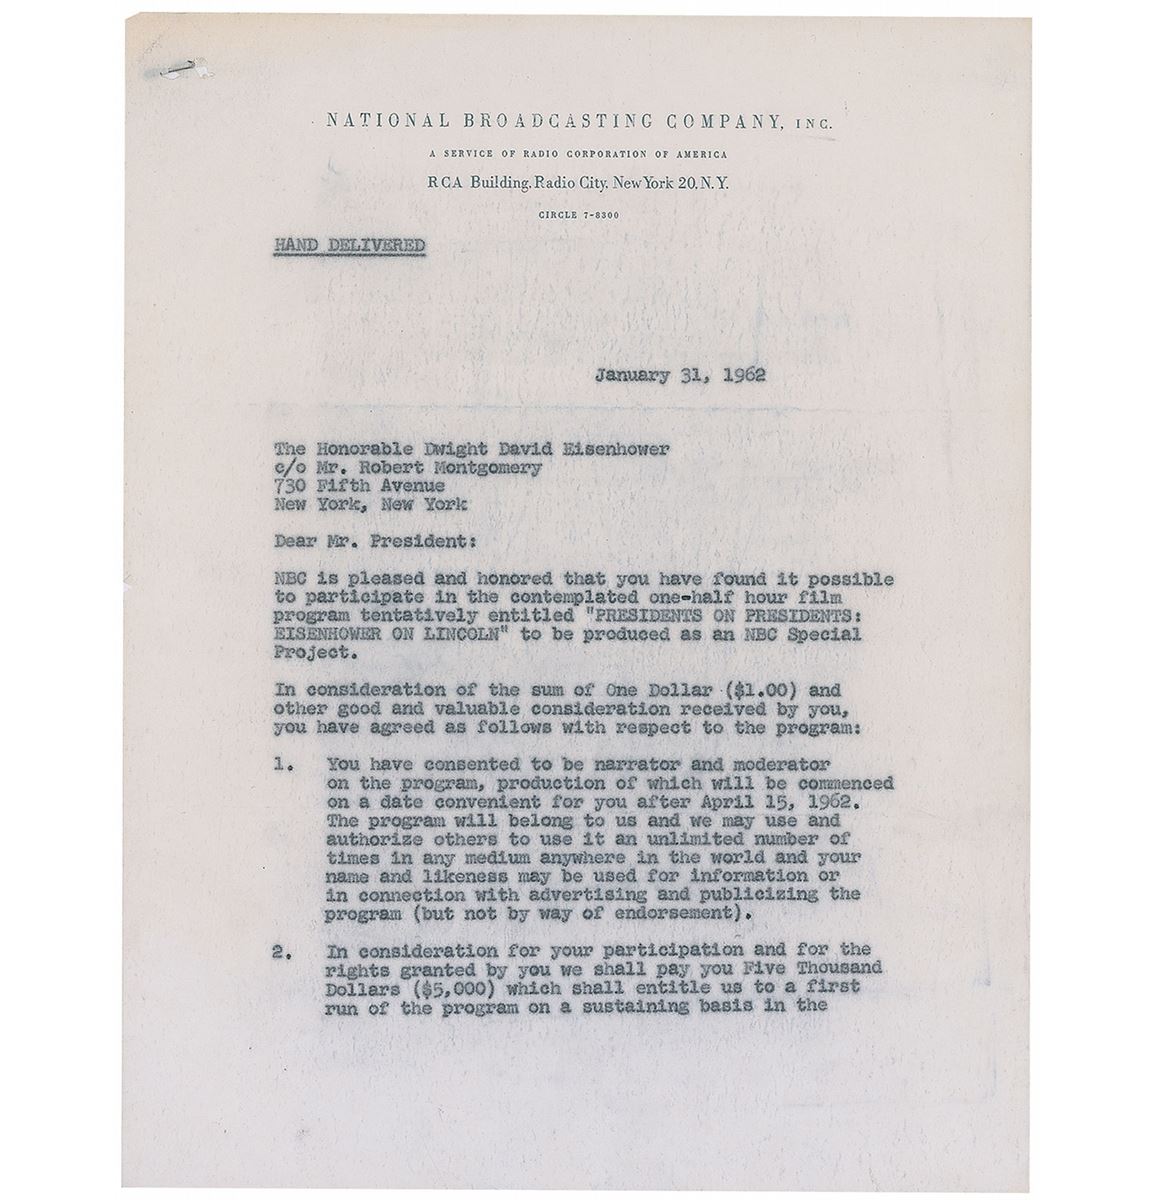 NATIONAL BROADCASTING COMPANY, INC.
A SERVICE OF RADIO CORPORATION OF AMERICA
RCA Building, Radio City, New York 20, N.Y.
CIRCLE 7-8300
HAND DELIVERED
January 31, 1962
The Honorable Dwight David Eisenhower
c/o Mr. Robert Montgomery
730 Fifth Avenue
New York, New York
Dear Mr. President:
NBC is pleased and honored that you have found it possible
to participate in the contemplated one-half hour film
program tentatively entitled "PRESIDENTS ON PRESIDENTS:
EISENHOWER ON LINCOLN" to be produced as an NBC Special
Project.
In consideration of the sum of One Dollar ($1.00) and
other good and valuable consideration received by you,
you have agreed as follows with respect to the program:
1. You have consented to be narrator and moderator
on the program, production of which will be commenced
on a date convenient for you after April 15, 1962.
The program will belong to us and we may use and
authorize others to use it an unlimited number of
times in any medium anywhere in the world and your
name and likeness may be used for information or
in connection with advertising and publicizing the
program (but not by way of endorsement).
2. In consideration for your participation and for the
rights granted by you we shall pay you Five Thousand
Dollars ($5,000) which shall entitle us to a first
run of the program on a sustaining basis in the